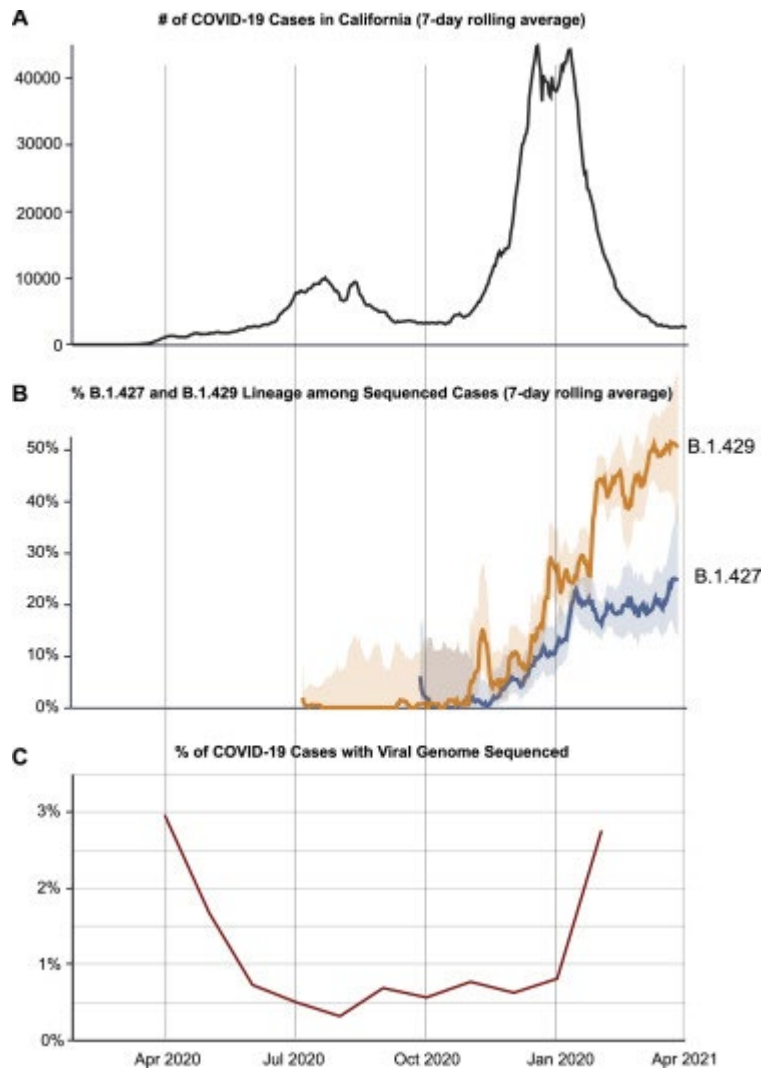 A
# of COVID-19 Cases in California (7-day rolling average)
40000
30000
20000
10000
0
B
% B.1.427 and B.1.429 Lineage among Sequenced Cases (7-day rolling average)
50%
40%
30%
20%
10%
0%
B.1.429
B.1.427
C
% of COVID-19 Cases with Viral Genome Sequenced
3%
2%
1%
0%
Apr 2020 Jul 2020 Oct 2020 Jan 2020 Apr 2021